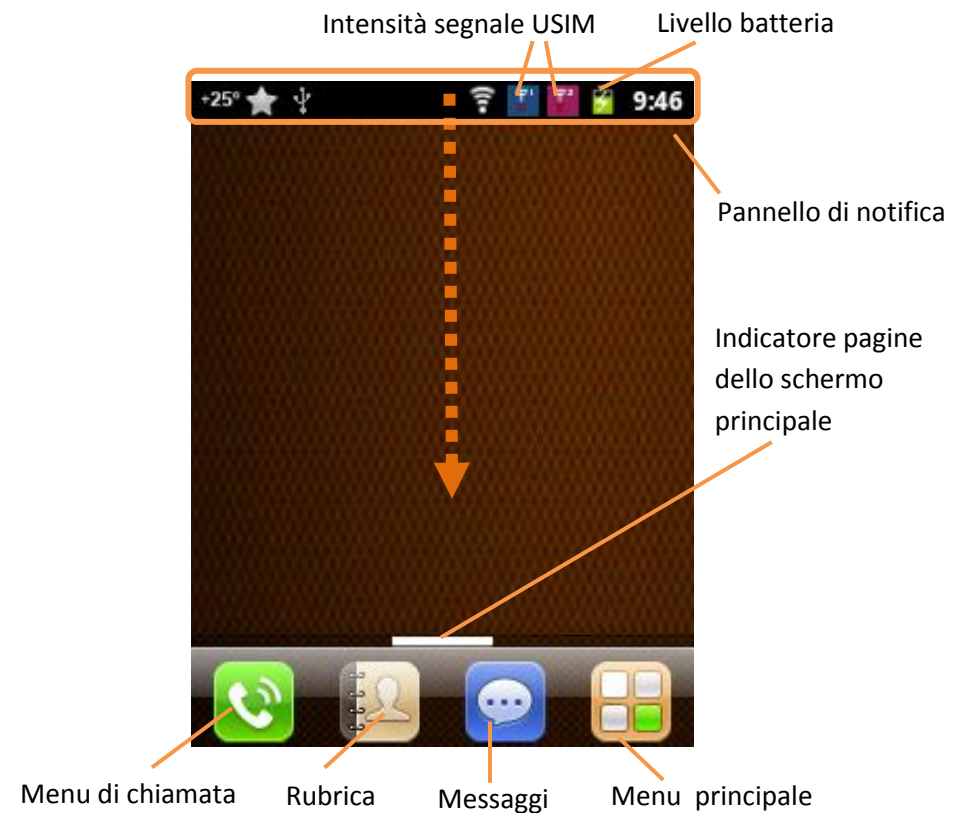 Intensità segnale USIM
Livello batteria
+25°
9:46
Pannello di notifica
Indicatore pagine
dello schermo
principale
Menu di chiamata
Rubrica
Messaggi
Menu principale